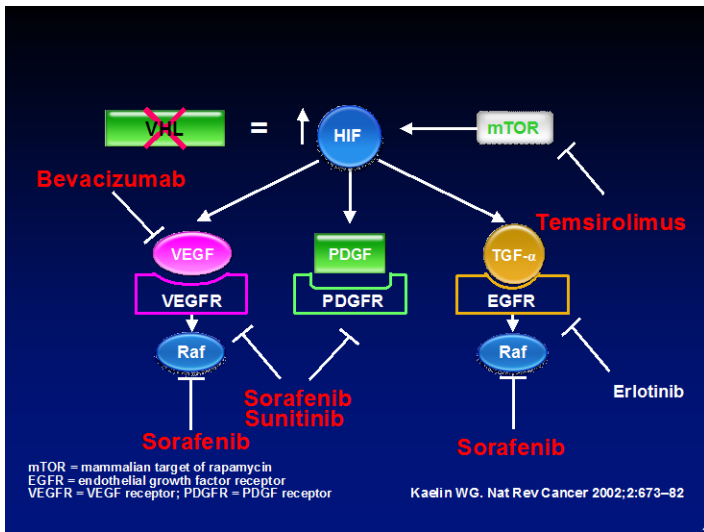 VHL
=
HIF
mTOR
Bevacizumab
Temsirolimus
VEGF
PDGF
TGF-α
VEGFR
PDGFR
EGFR
Raf
Raf
Sorafenib
Sunitinib
Erlotinib
Sorafenib
Sorafenib
mTOR = mammalian target of rapamycin
EGFR = endothelial growth factor receptor
VEGFR = VEGF receptor; PDGFR = PDGF receptor
Kaelin WG. Nat Rev Cancer 2002;2:673–82